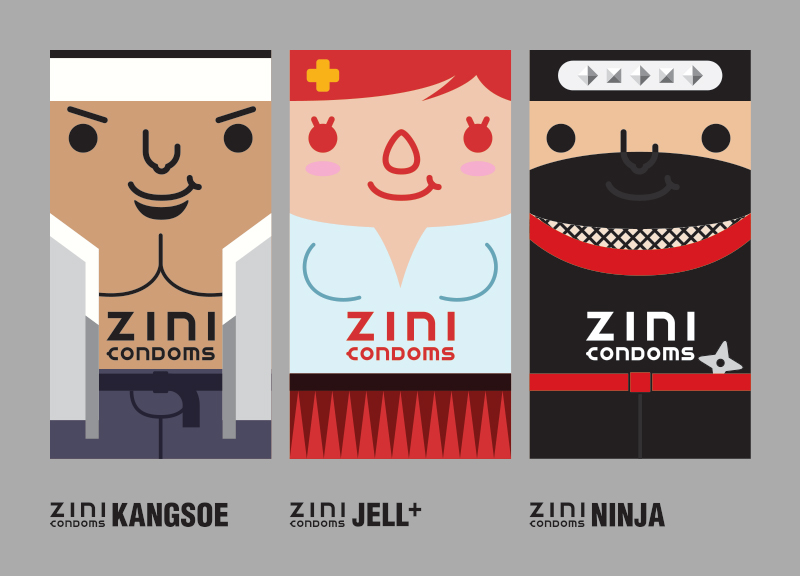 ZINI
CONDOMS
ZINI
CONDOMS
ZINI
CONDOMS
ZINI
CONDOMS KANGSOE
ZINI
CONDOMS JELL+
ZINI
CONDOMS NINJA